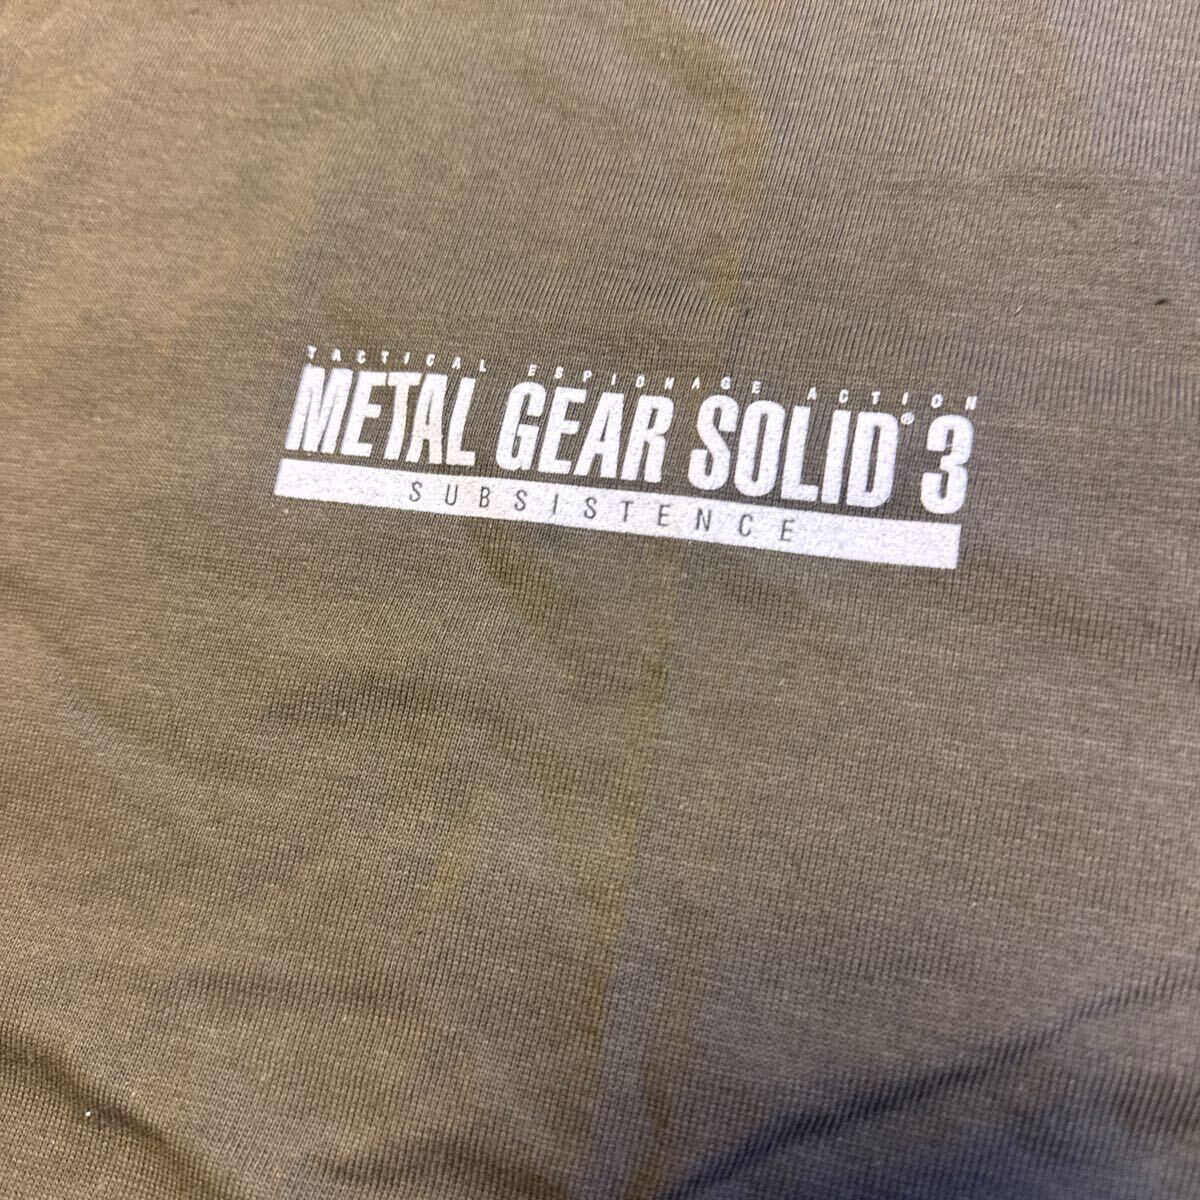 TACTICAL ESPIONAGE ACTION
METAL GEAR SOLID® 3
SUBSISTENCE